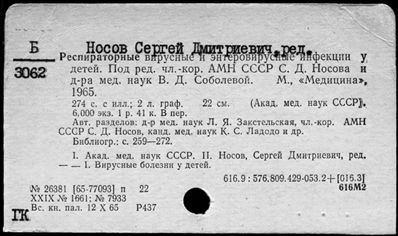 Б Носов Сергей Дмитриевич, ред.
3062
Респираторные вирусные и энтеровирусные инфекции у
детей. Под ред. чл.-кор. АМН СССР С. Д. Носова и
д-ра мед. наук В. Д. Соболевой. М., «Медицина»,
1965.
274 с. с илл.; 2 л. граф. 22 см. (Акад. мед. наук СССР).
6,000 экз. 1 р. 41 к. В пер.
Авт. разделов: д-р мед. наук Л. Я. Закстельская, чл.-кор. АМН
СССР С. Д. Носов, канд. мед. наук К. С. Ладодо и др.
Библиогр.: с. 259—272.
I. Акад. мед. наук СССР. II. Носов, Сергей Дмитриевич, ред.
— — 1. Вирусные болезни у детей.
616.9 : 576.809.429-053.2+[616.3]
616М2
№ 26381 [65-77093] п 22
XXIX № 1661; № 7933
Вс. кн. пал. 12 X 65 Р437
ГК